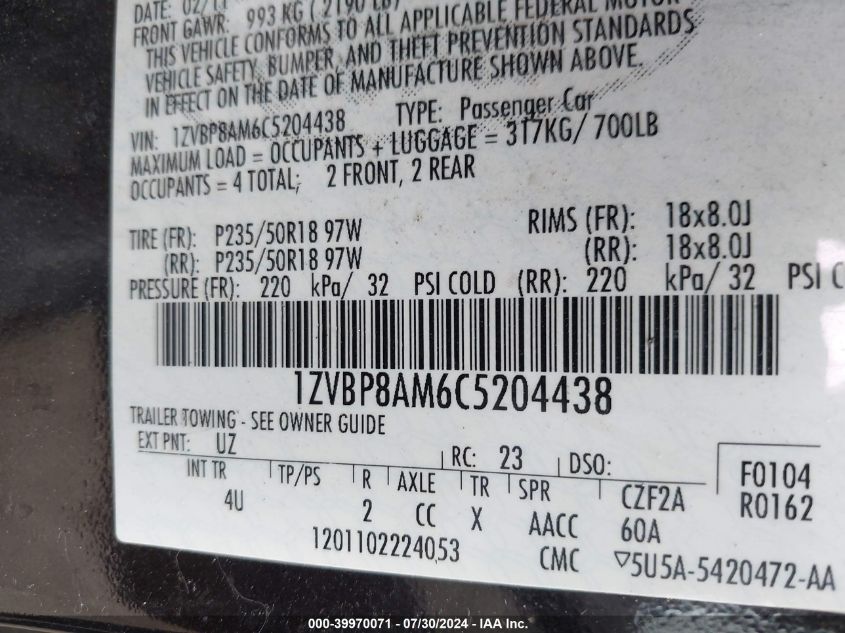 DATE: 02/11
FRONT GAWR: 993 KG (2190 LB)
THIS VEHICLE CONFORMS TO ALL APPLICABLE FEDERAL MOTOR
VEHICLE SAFETY, BUMPER, AND THEFT PREVENTION STANDARDS
IN EFFECT ON THE DATE OF MANUFACTURE SHOWN ABOVE.
VIN: 1ZVBP8AM6C5204438 TYPE: Passenger Car
MAXIMUM LOAD = OCCUPANTS + LUGGAGE = 317KG/ 700LB
OCCUPANTS = 4 TOTAL; 2 FRONT, 2 REAR
TIRE (FR): P235/50R18 97W RIMS (FR): 18x8.0J
(RR): P235/50R18 97W (RR): 18x8.0J
PRESSURE (FR): 220 kPa/ 32 PSI COLD (RR): 220 kPa/ 32 PSI C
1ZVBP8AM6C5204438
TRAILER TOWING - SEE OWNER GUIDE
EXT PNT: UZ RC: 23 DSO:
INT TR TP/PS R AXLE TR SPR CZF2A F0104
4U 2 CC X AACC 60A R0162
1201102224053 CMC ▽5U5A-5420472-AA
000-39970071 - 07/30/2024 - IAA Inc.